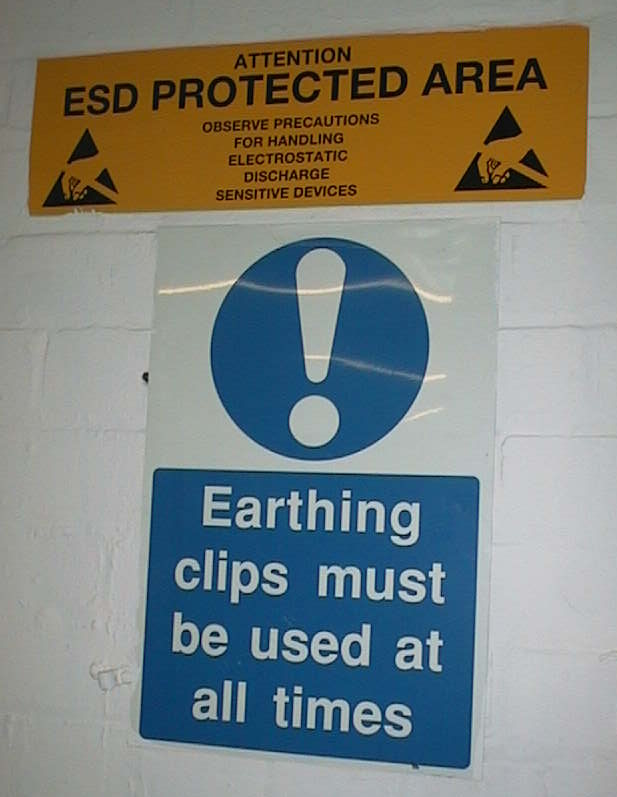 ATTENTION
ESD PROTECTED AREA
OBSERVE PRECAUTIONS
FOR HANDLING
ELECTROSTATIC
DISCHARGE
SENSITIVE DEVICES
Earthing
clips must
be used at
all times